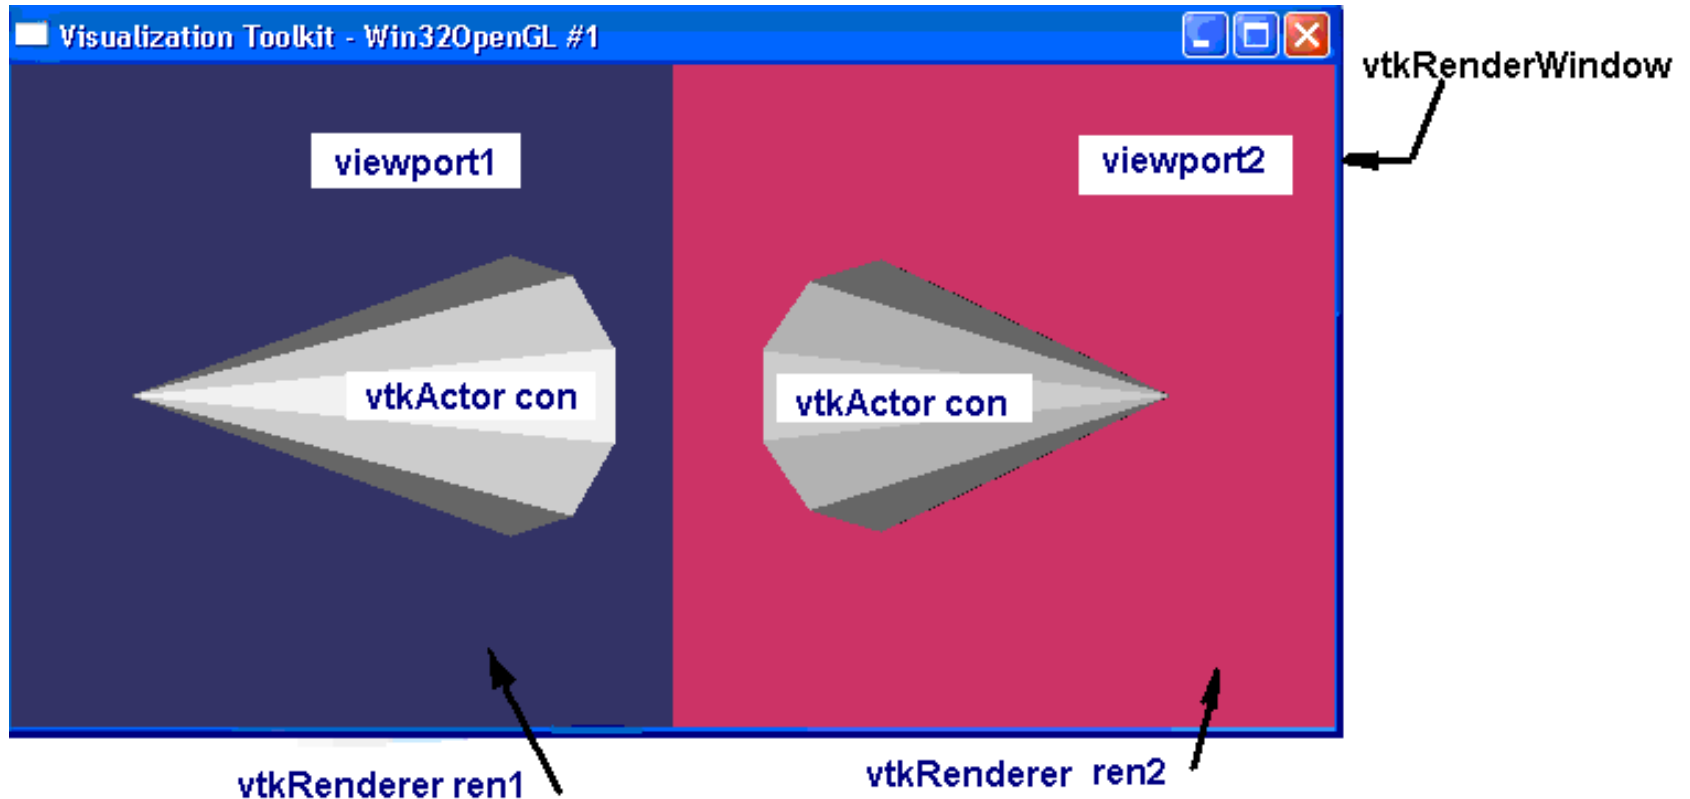 Visualization Toolkit - Win32OpenGL #1
vtkRenderWindow
viewport1
viewport2
vtkActor con
vtkActor con
vtkRenderer ren1
vtkRenderer ren2